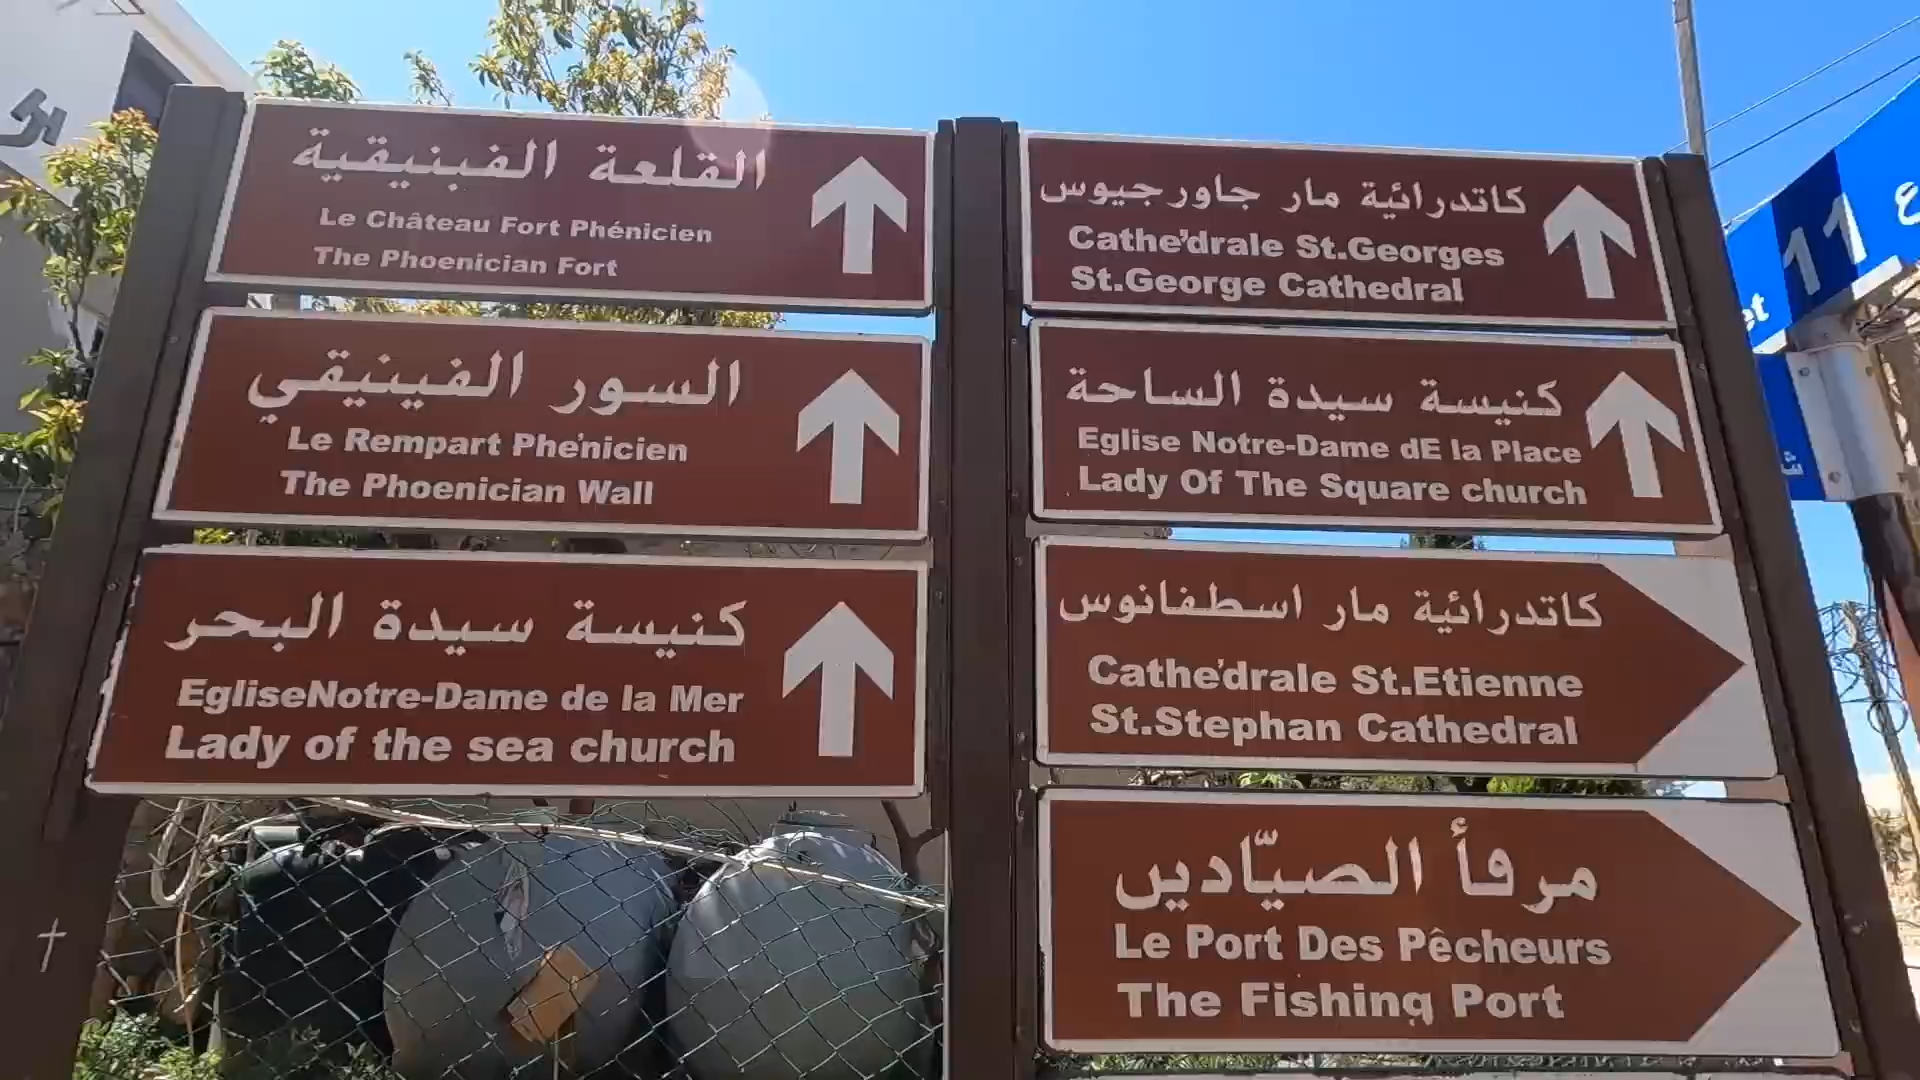 القلعة الفينيقية
Le Château Fort Phénicien
The Phoenician Fort
السور الفينيقي
Le Rempart Phe'nicien
The Phoenician Wall
كنيسة سيدة البحر
EgliseNotre-Dame de la Mer
Lady of the sea church
كاتدرائية مار جاورجيوس
Cathe'drale St.Georges
St.George Cathedral
كنيسة سيدة الساحة
Eglise Notre-Dame dE la Place
Lady Of The Square church
كاتدرائية مار اسطفانوس
Cathe'drale St.Etienne
St.Stephan Cathedral
مرفأ الصيّادين
Le Port Des Pêcheurs
The Fishing Port
11